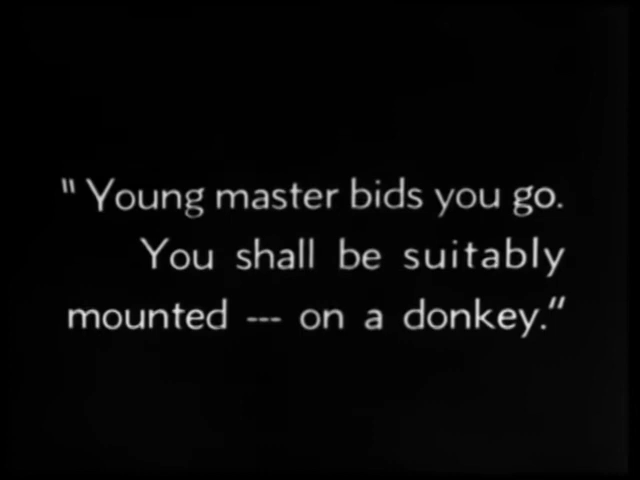 "Young master bids you go.
You shall be suitably
mounted --- on a donkey."